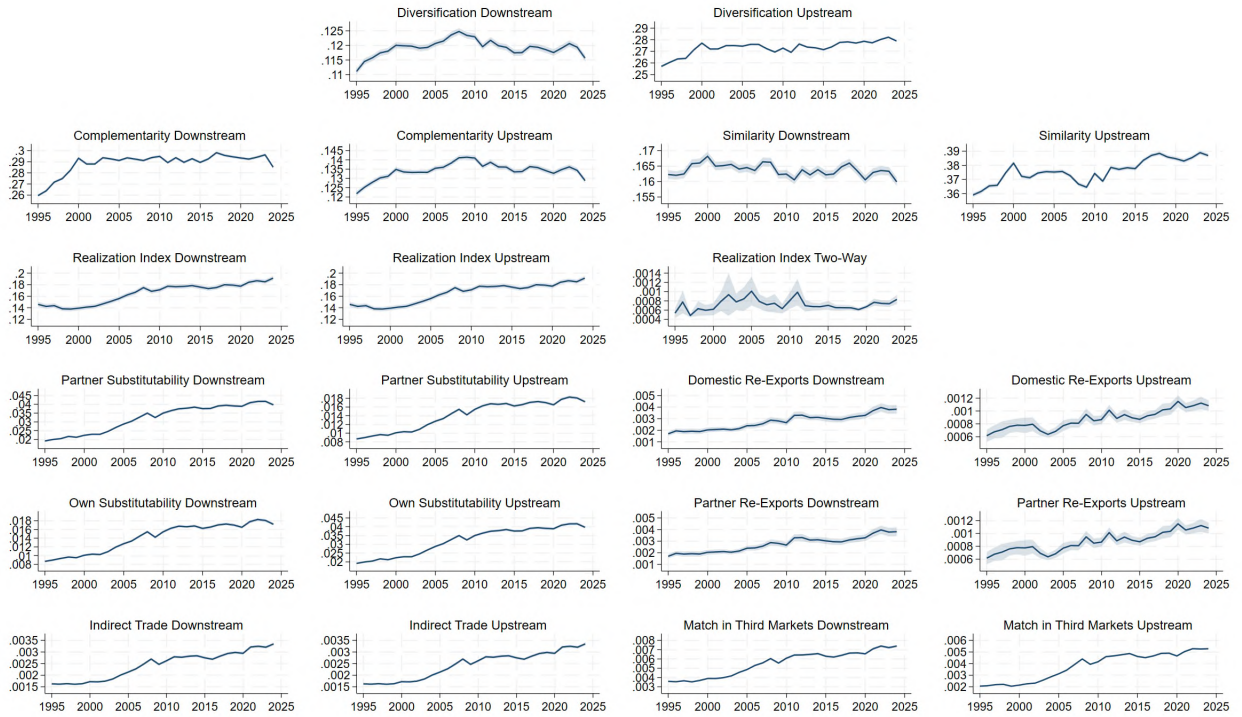 Diversification Downstream
.125
.12
.115
.11
1995 2000 2005 2010 2015 2020 2025
Diversification Upstream
.29
.28
.27
.26
.25
1995 2000 2005 2010 2015 2020 2025
Complementarity Downstream
.3
.29
.28
.27
.26
1995 2000 2005 2010 2015 2020 2025
Complementarity Upstream
.145
.14
.135
.13
.125
.12
1995 2000 2005 2010 2015 2020 2025
Similarity Downstream
.17
.165
.16
.155
1995 2000 2005 2010 2015 2020 2025
Similarity Upstream
.39
.38
.37
.36
1995 2000 2005 2010 2015 2020 2025
Realization Index Downstream
.2
.18
.16
.14
.12
1995 2000 2005 2010 2015 2020 2025
Realization Index Upstream
.2
.18
.16
.14
.12
1995 2000 2005 2010 2015 2020 2025
Realization Index Two-Way
.0014
.0012
.001
.0008
.0006
.0004
1995 2000 2005 2010 2015 2020 2025
Partner Substitutability Downstream
.045
.04
.035
.03
.025
.02
1995 2000 2005 2010 2015 2020 2025
Partner Substitutability Upstream
.018
.016
.014
.012
.01
.008
1995 2000 2005 2010 2015 2020 2025
Domestic Re-Exports Downstream
.005
.004
.003
.002
.001
1995 2000 2005 2010 2015 2020 2025
Domestic Re-Exports Upstream
.0012
.001
.0008
.0006
1995 2000 2005 2010 2015 2020 2025
Own Substitutability Downstream
.018
.016
.014
.012
.01
.008
1995 2000 2005 2010 2015 2020 2025
Own Substitutability Upstream
.045
.04
.035
.03
.025
.02
1995 2000 2005 2010 2015 2020 2025
Partner Re-Exports Downstream
.005
.004
.003
.002
.001
1995 2000 2005 2010 2015 2020 2025
Partner Re-Exports Upstream
.0012
.001
.0008
.0006
1995 2000 2005 2010 2015 2020 2025
Indirect Trade Downstream
.0035
.003
.0025
.002
.0015
1995 2000 2005 2010 2015 2020 2025
Indirect Trade Upstream
.0035
.003
.0025
.002
.0015
1995 2000 2005 2010 2015 2020 2025
Match in Third Markets Downstream
.008
.007
.006
.005
.004
.003
1995 2000 2005 2010 2015 2020 2025
Match in Third Markets Upstream
.006
.005
.004
.003
.002
1995 2000 2005 2010 2015 2020 2025